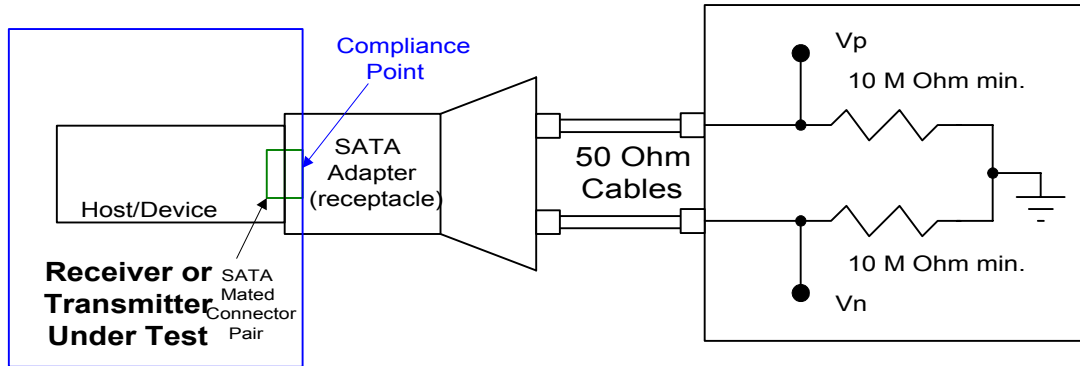 Compliance
Point
SATA
Adapter
(receptacle)
Host/Device
Receiver or
Transmitter
Under Test
SATA
Mated
Connector
Pair
50 Ohm
Cables
Vp
10 M Ohm min.
10 M Ohm min.
Vn